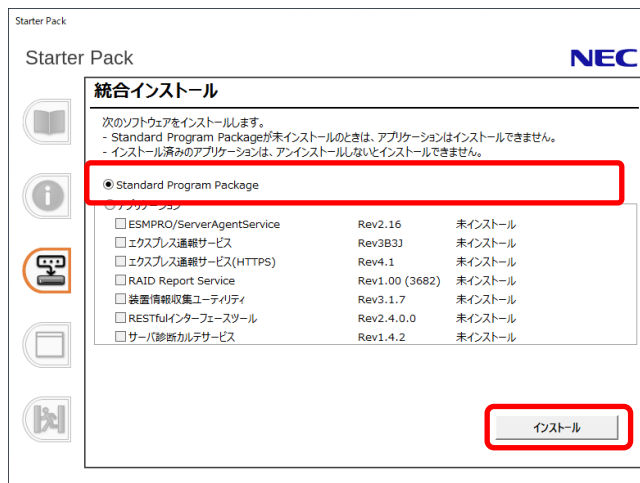 Starter Pack
Starter Pack
NEC
統合インストール
次のソフトウェアをインストールします。
- Standard Program Packageが未インストールのときは、アプリケーションはインストールできません。
- インストール済みのアプリケーションは、アンインストールしないとインストールできません。
Standard Program Package
アプリケーション
ESMPRO/ServerAgentService Rev2.16 未インストール
エクスプレス通報サービス Rev3B3J 未インストール
エクスプレス通報サービス(HTTPS) Rev4.1 未インストール
RAID Report Service Rev1.00 (3682) 未インストール
装置情報収集ユーティリティ Rev3.1.7 未インストール
RESTfulインターフェースツール Rev2.4.0.0 未インストール
サーバ診断カルテサービス Rev1.4.2 未インストール
インストール